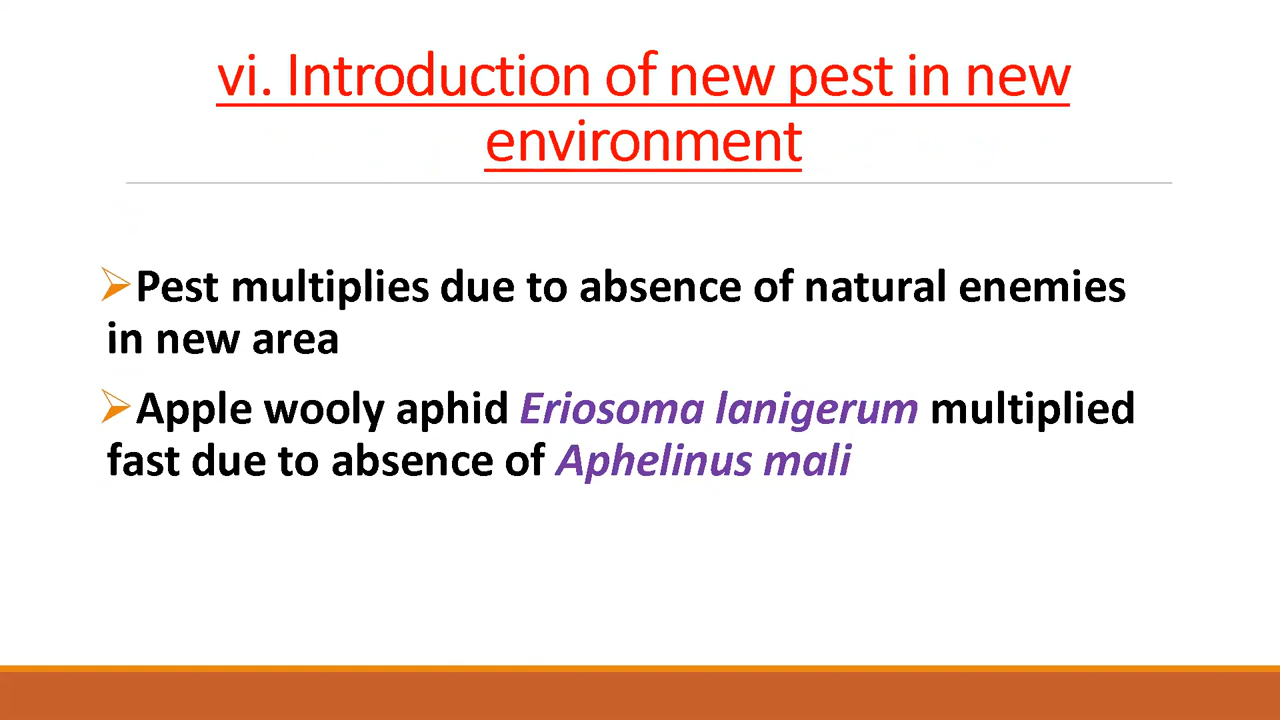 vi. Introduction of new pest in new
environment
➢Pest multiplies due to absence of natural enemies
in new area
➢Apple wooly aphid Eriosoma lanigerum multiplied
fast due to absence of Aphelinus mali